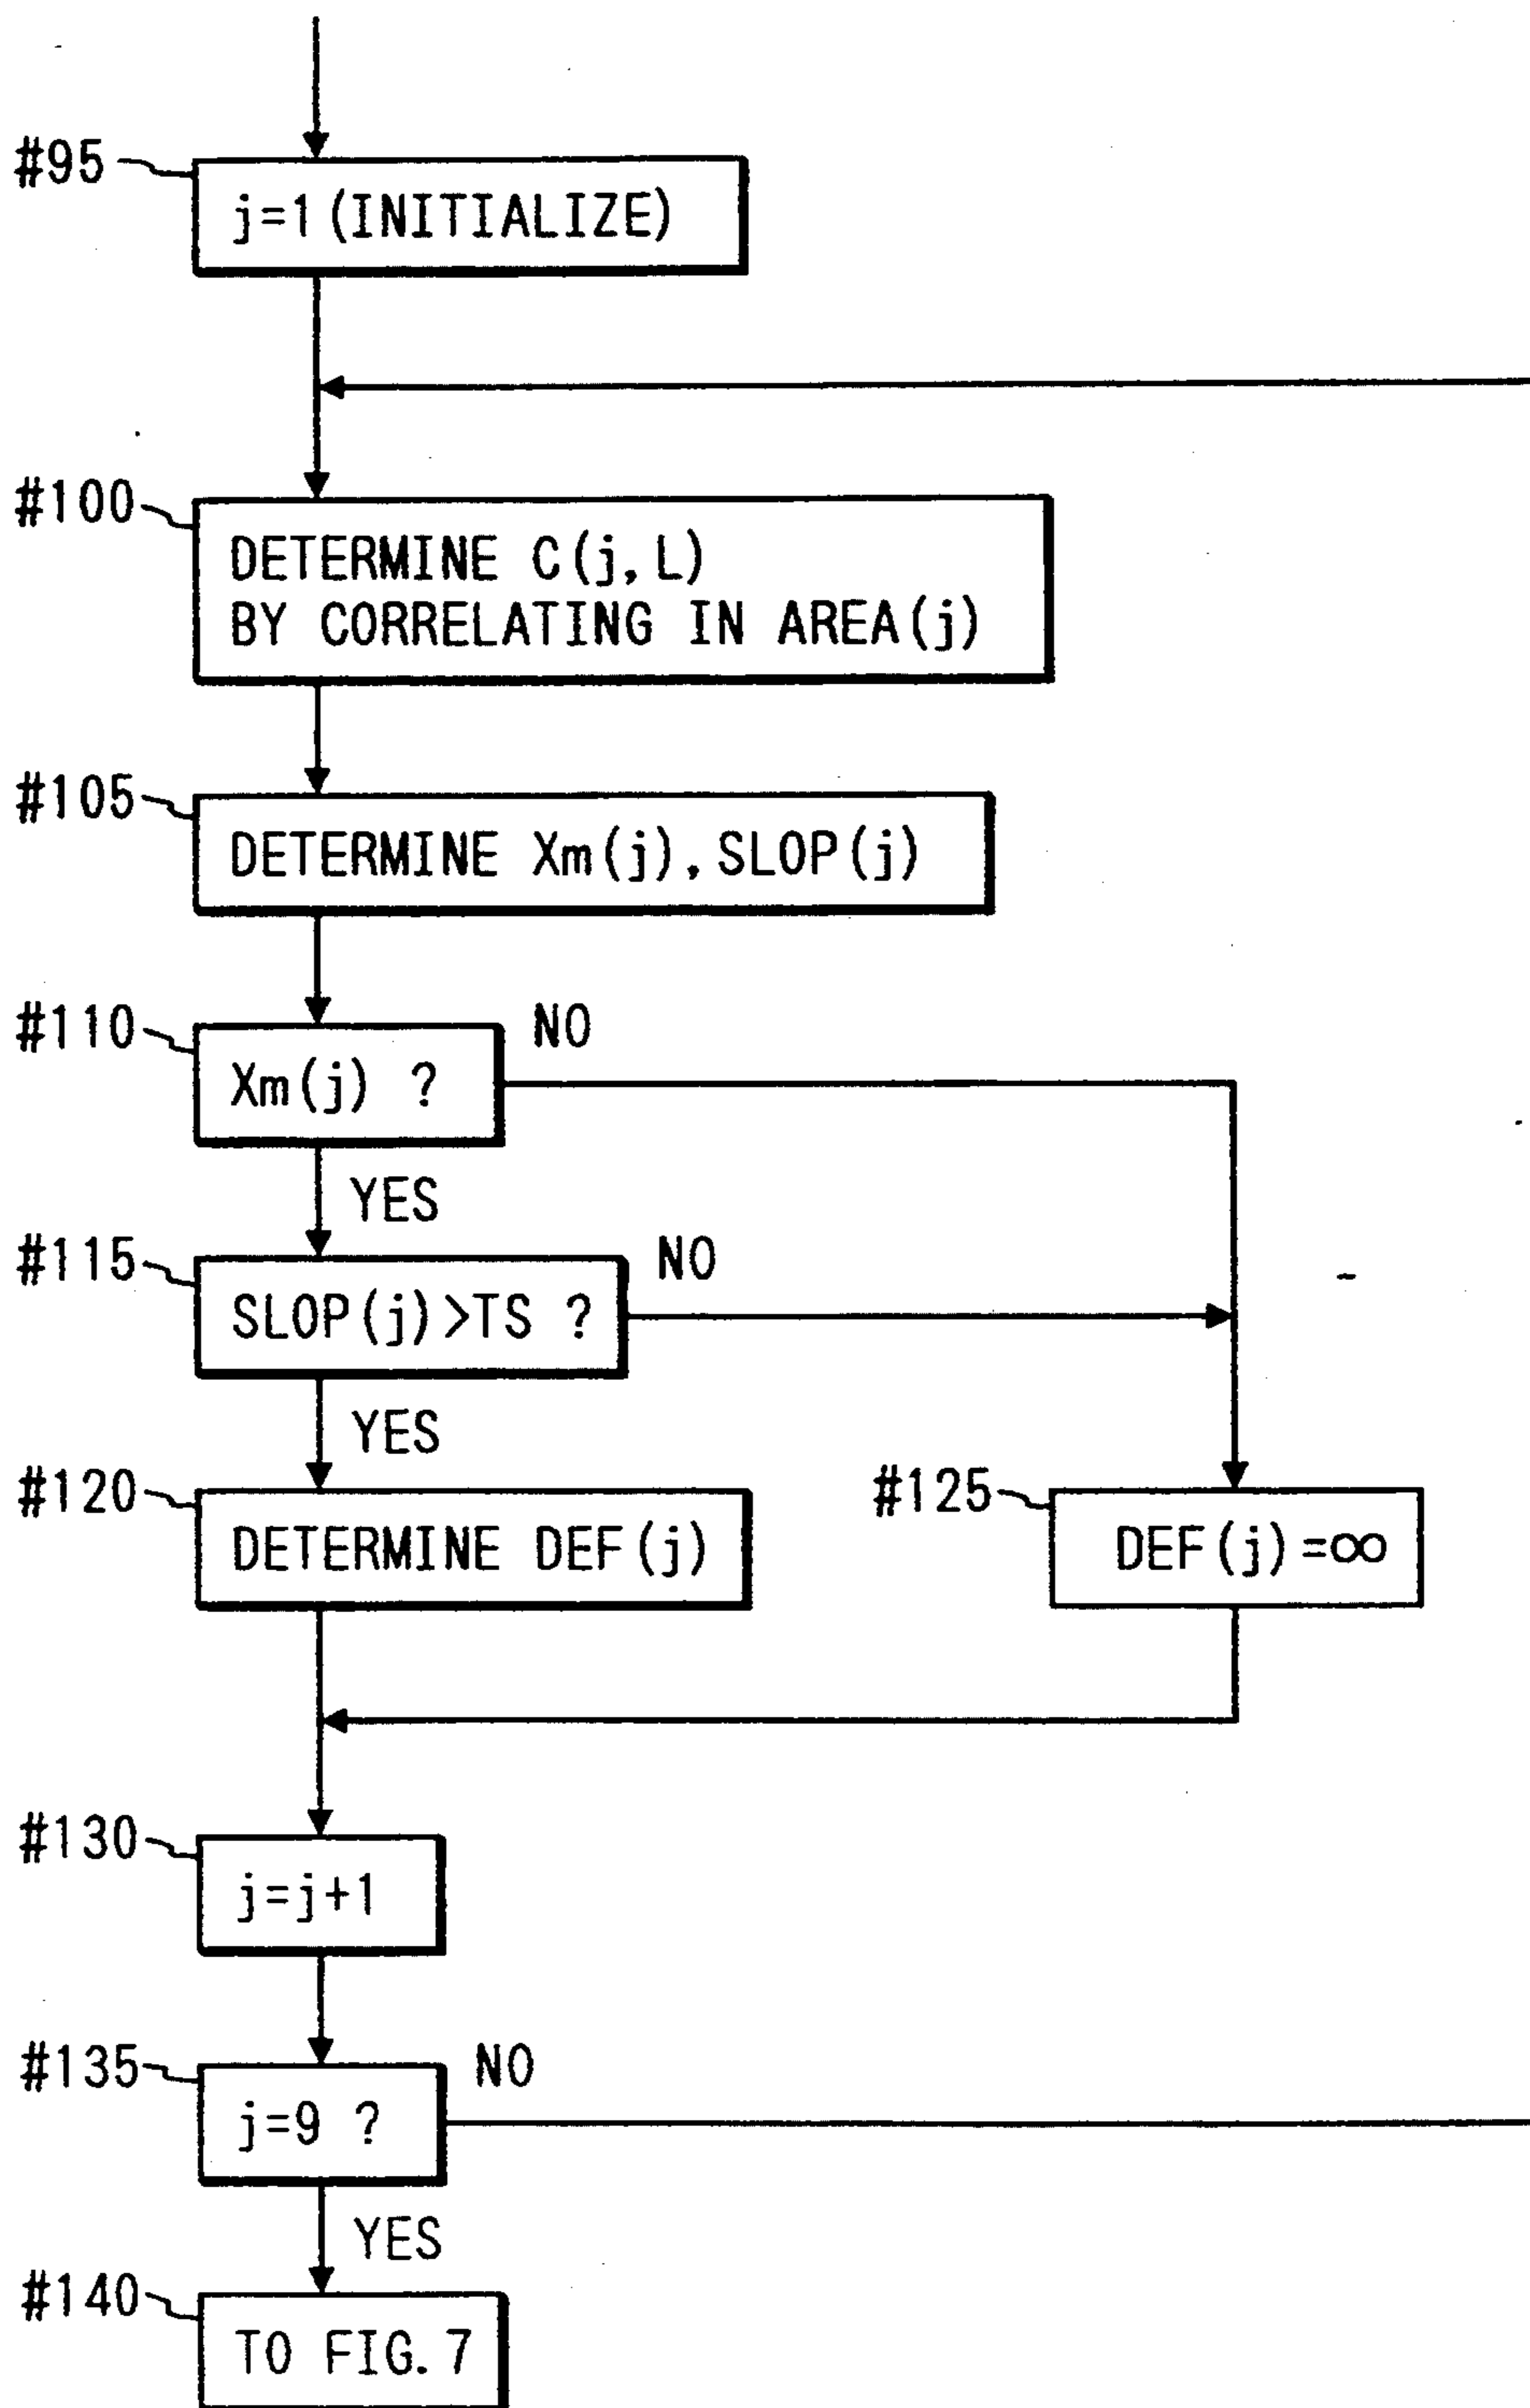 #95
j=1(INITIALIZE)
#100
DETERMINE C(j,L)
BY CORRELATING IN AREA(j)
#105
DETERMINE Xm(j),SLOP(j)
#110
Xm(j) ?
NO
YES
#115
SLOP(j)>TS ?
NO
YES
#120
DETERMINE DEF(j)
#125
DEF(j)=∞
#130
j=j+1
#135
j=9 ?
NO
YES
#140
TO FIG.7